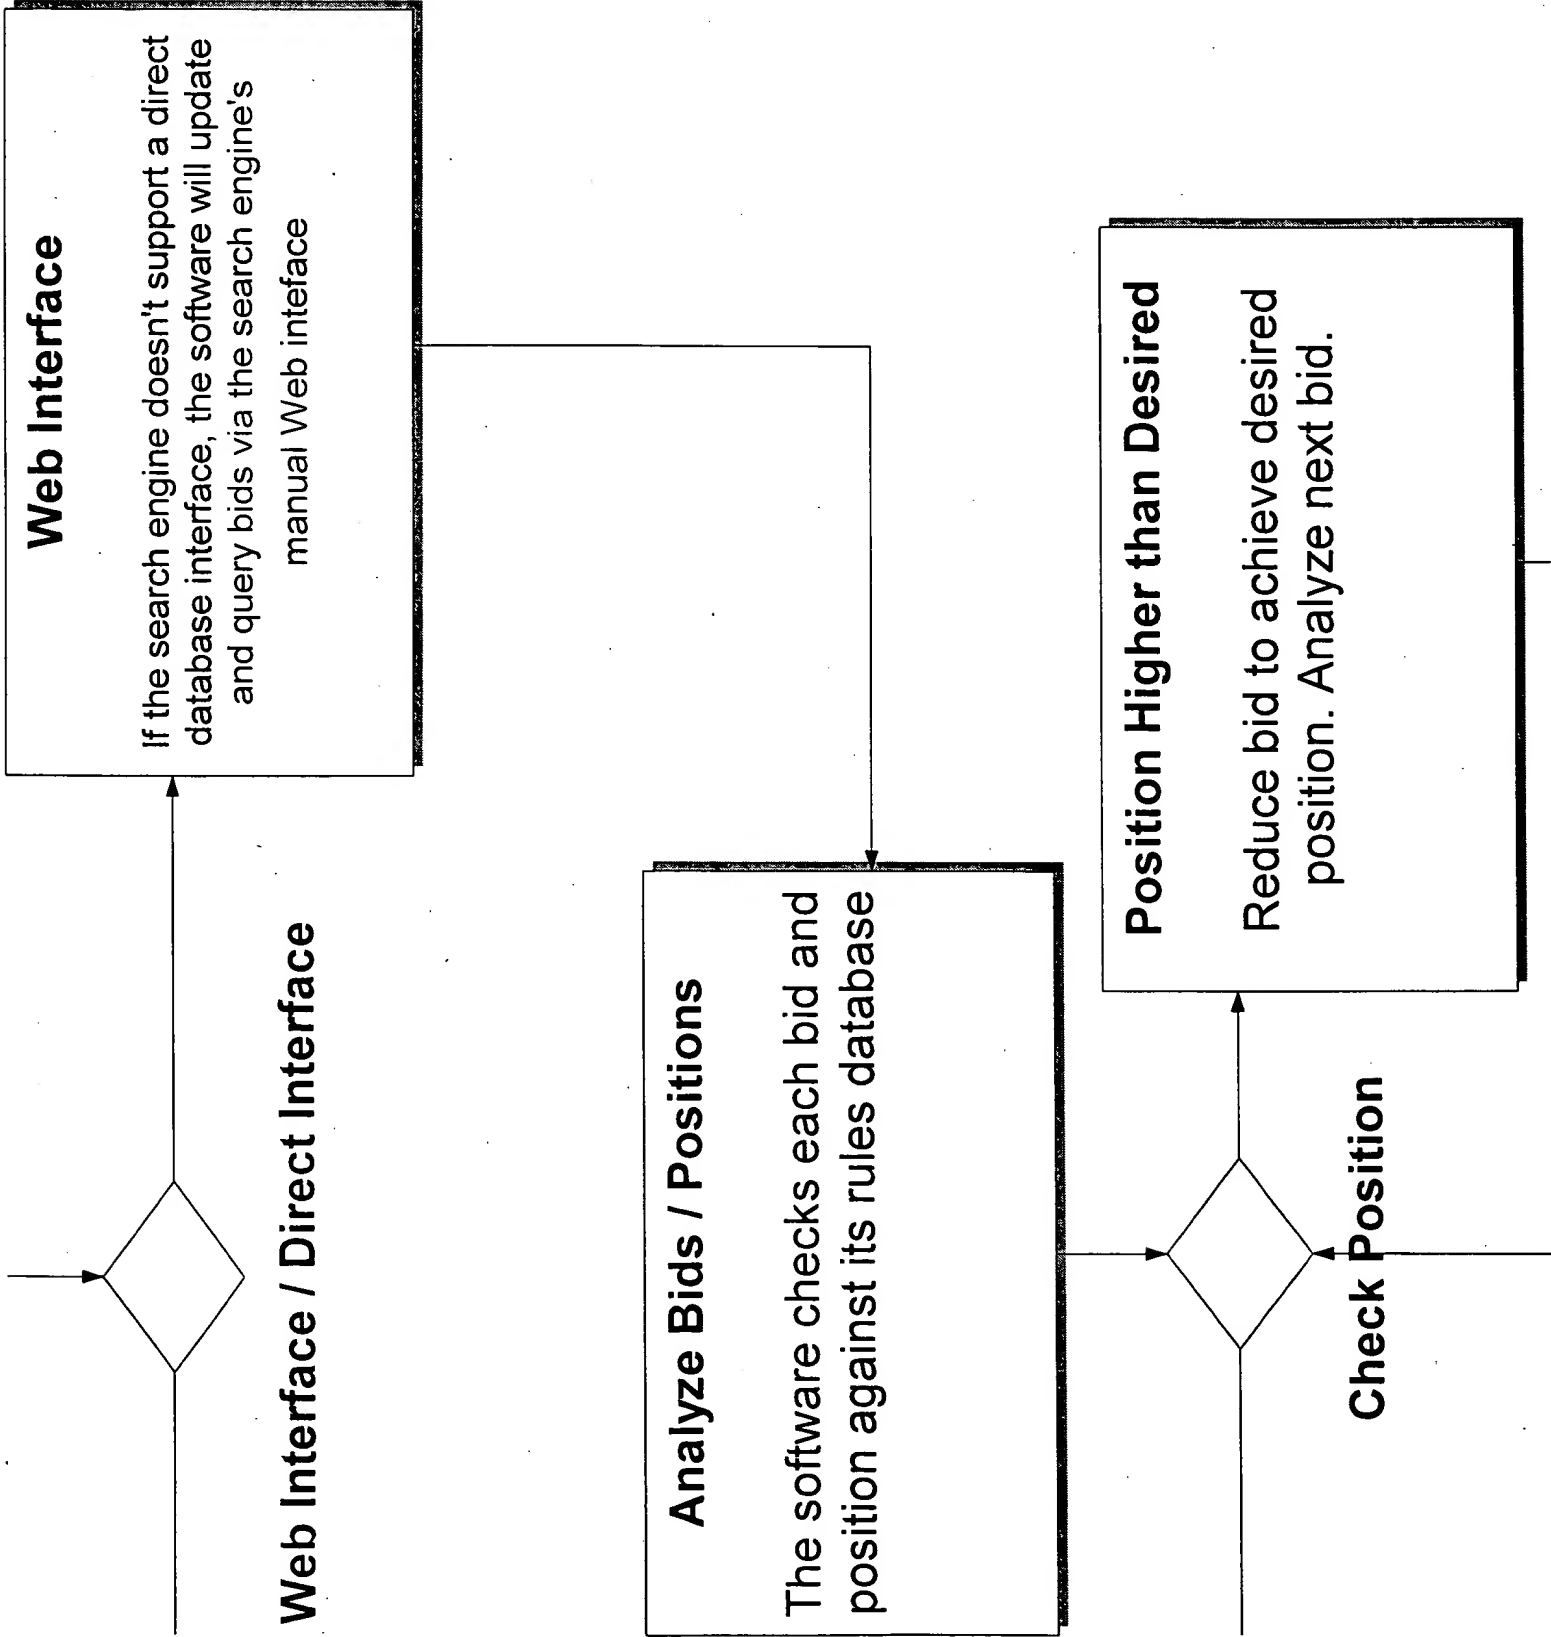 Web Interface
If the search engine doesn't support a direct
database interface, the software will update
and query bids via the search engine's
manual Web inteface
Web Interface / Direct Interface
Analyze Bids / Positions
The software checks each bid and
position against its rules database
Position Higher than Desired
Reduce bid to achieve desired
position. Analyze next bid.
Check Position